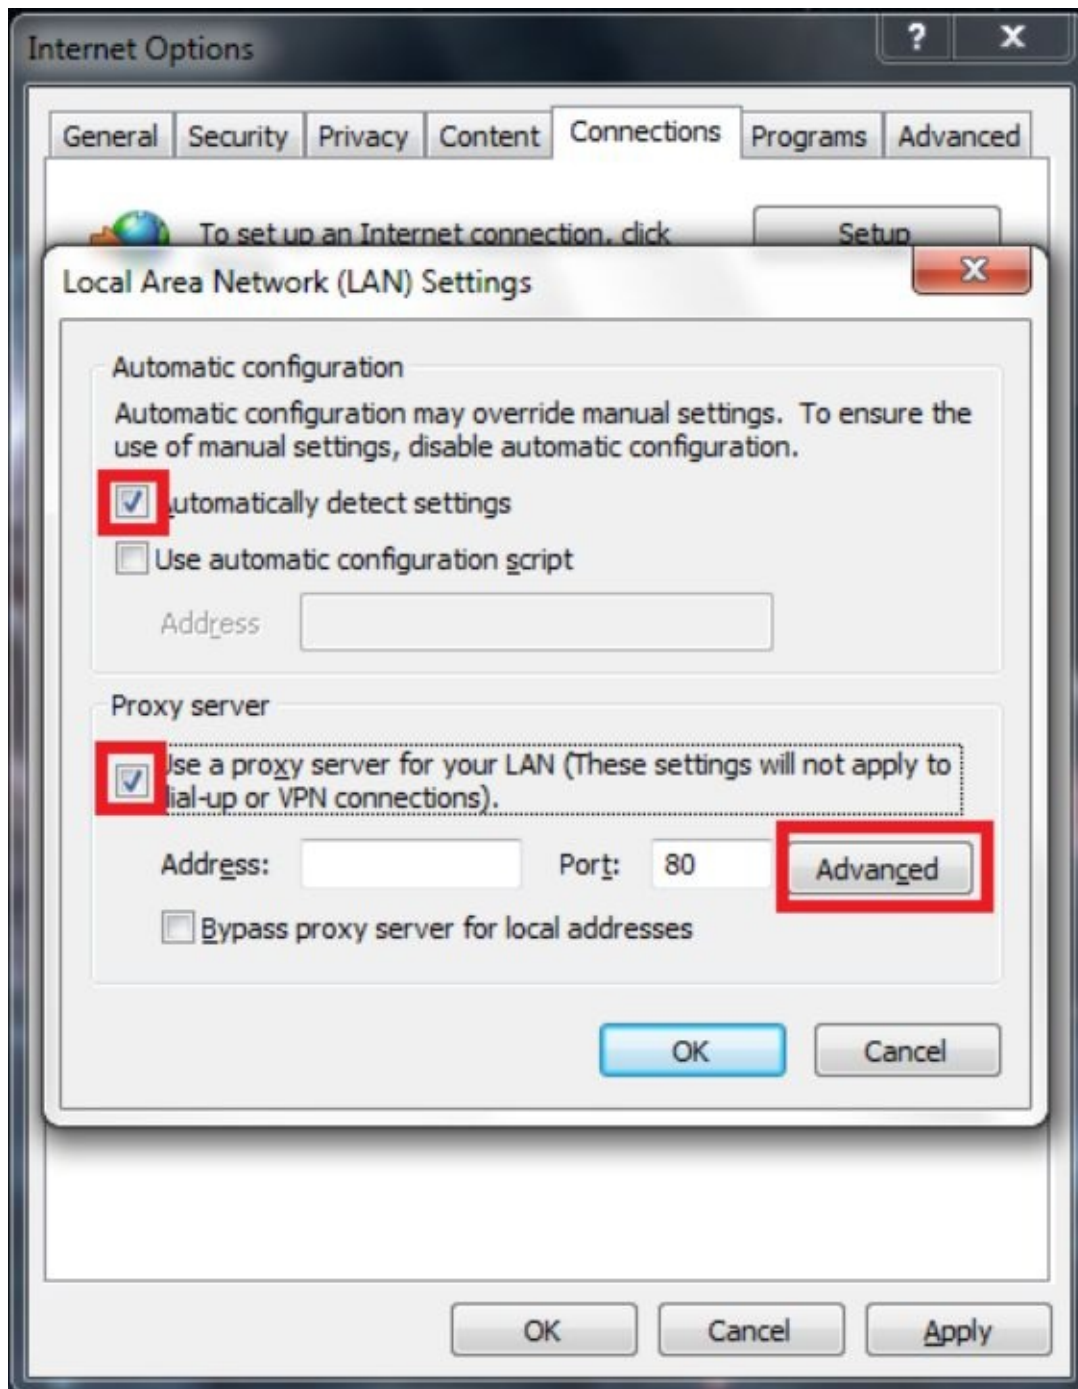 Internet Options
? X
General Security Privacy Content Connections Programs Advanced
To set up an Internet connection, click Setup
Local Area Network (LAN) Settings
X
Automatic configuration
Automatic configuration may override manual settings. To ensure the
use of manual settings, disable automatic configuration.
utomatically detect settings
Use automatic configuration script
Address
Proxy server
Use a proxy server for your LAN (These settings will not apply to
ial-up or VPN connections).
Address: Port: 80 Advanced
Bypass proxy server for local addresses
OK Cancel
OK Cancel Apply